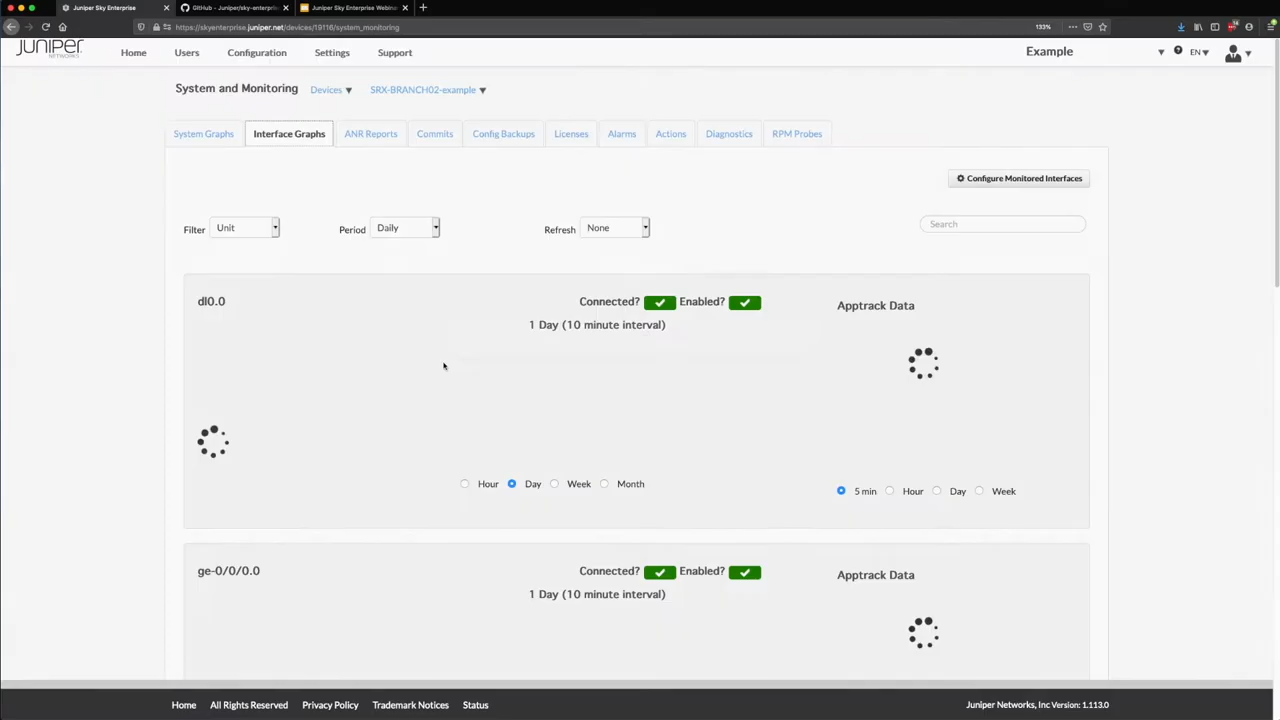 Juniper Sky Enterprise
GitHub - Juniper/sky-enterpris
Juniper Sky Enterprise Webina
https://skyenterprise.juniper.net/devices/19116/system_monitoring
133%
JUNIPER
NETWORKS
Home
Users
Configuration
Settings
Support
Example
EN
System and Monitoring
Devices
SRX-BRANCH02-example
System Graphs
Interface Graphs
ANR Reports
Commits
Config Backups
Licenses
Alarms
Actions
Diagnostics
RPM Probes
Configure Monitored Interfaces
Filter
Unit
Period
Daily
Refresh
None
Search
dl0.0
Connected?
Enabled?
1 Day (10 minute interval)
Apptrack Data
Hour
Day
Week
Month
5 min
Hour
Day
Week
ge-0/0/0.0
Connected?
Enabled?
1 Day (10 minute interval)
Apptrack Data
Home
All Rights Reserved
Privacy Policy
Trademark Notices
Status
Juniper Networks, Inc Version: 1.113.0